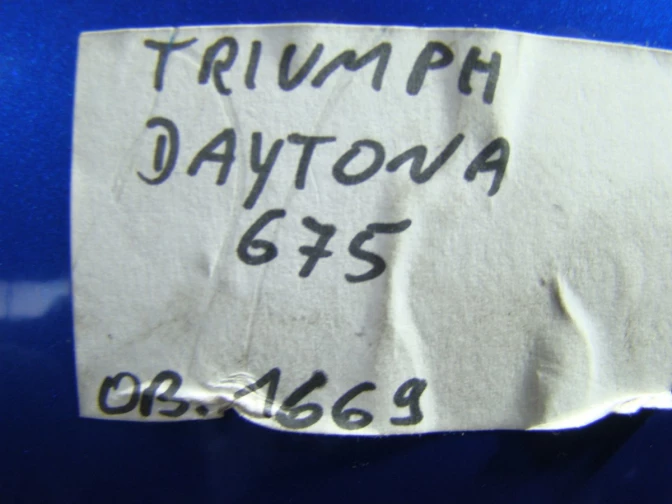 TRIUMPH
DAYTONA
675
OB. 1669